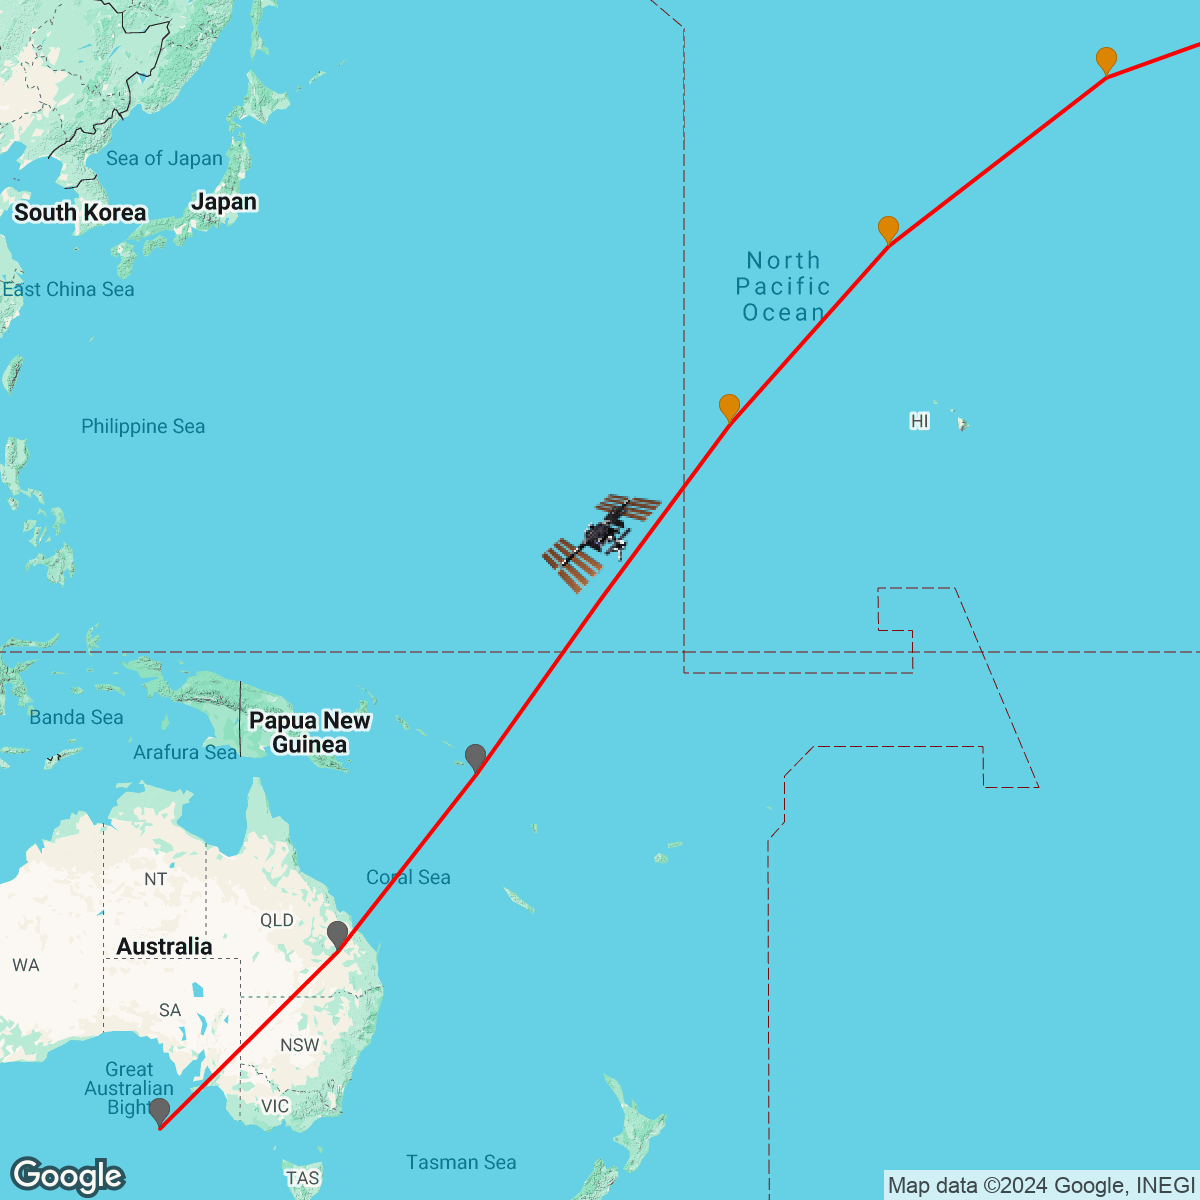 Sea of Japan
Japan
South Korea
East China Sea
North
Pacific
Ocean
Philippine Sea
HI
Banda Sea
Papua New
Guinea
Arafura Sea
Coral Sea
NT
QLD
Australia
WA
SA
NSW
Great
Australian
Bight
VIC
Tasman Sea
TAS
Google
Map data ©2024 Google, INEGI